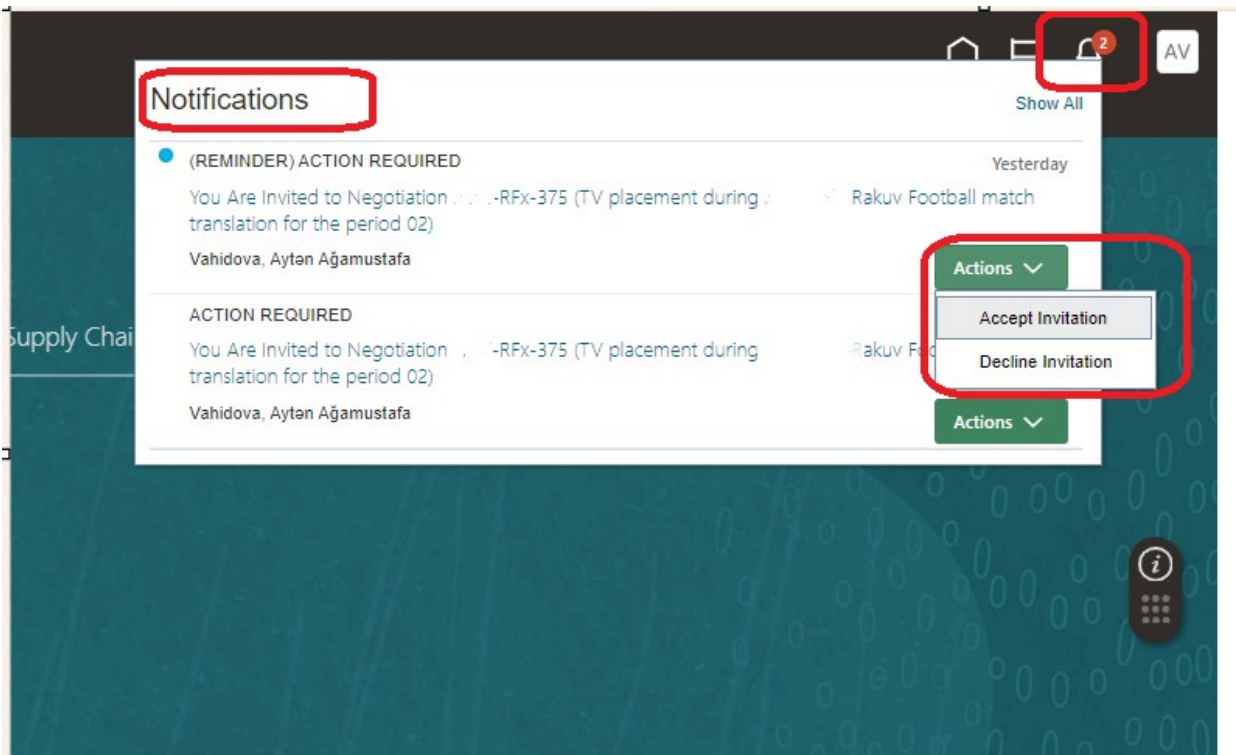 2
AV
Notifications
Show All
(REMINDER) ACTION REQUIRED
Yesterday
You Are Invited to Negotiation -RFx-375 (TV placement during Rakuv Football match
translation for the period 02)
Vahidova, Aytən Ağamustafa
Actions
Accept Invitation
Decline Invitation
ACTION REQUIRED
You Are Invited to Negotiation -RFx-375 (TV placement during Rakuv
translation for the period 02)
Vahidova, Aytən Ağamustafa
Actions
Supply
i